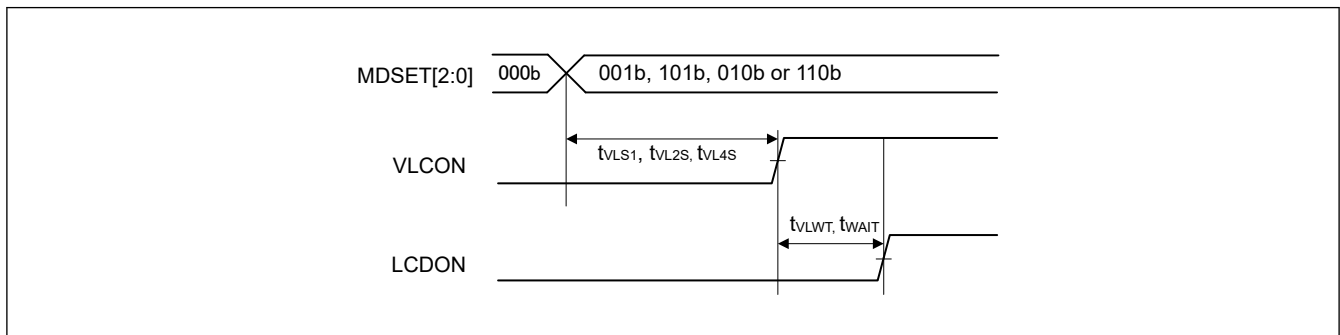 MDSET[2:0] 000b 001b, 101b, 010b or 110b
tVLS1, tVL2S, tVL4S
VLCON
tVLWT, tWAIT
LCDON